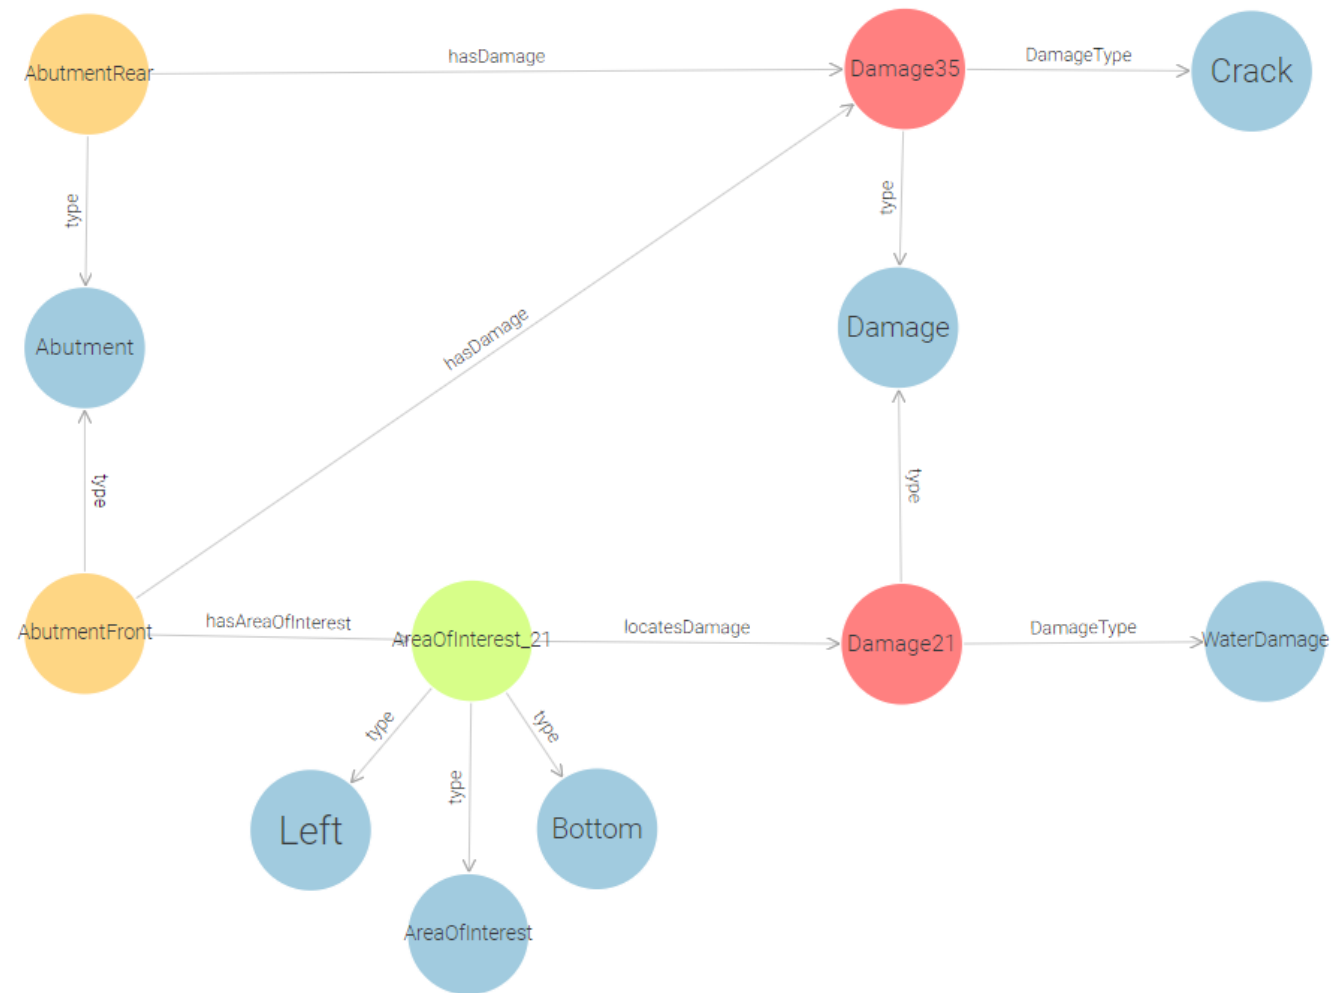 AbutmentRear
hasDamage
Damage35
DamageType
Crack
type
type
Abutment
hasDamage
Damage
type
type
AbutmentFront
hasAreaOfInterest
AreaOfInterest_21
locatesDamage
Damage21
DamageType
WaterDamage
type
type
type
Left
Bottom
AreaOfInterest